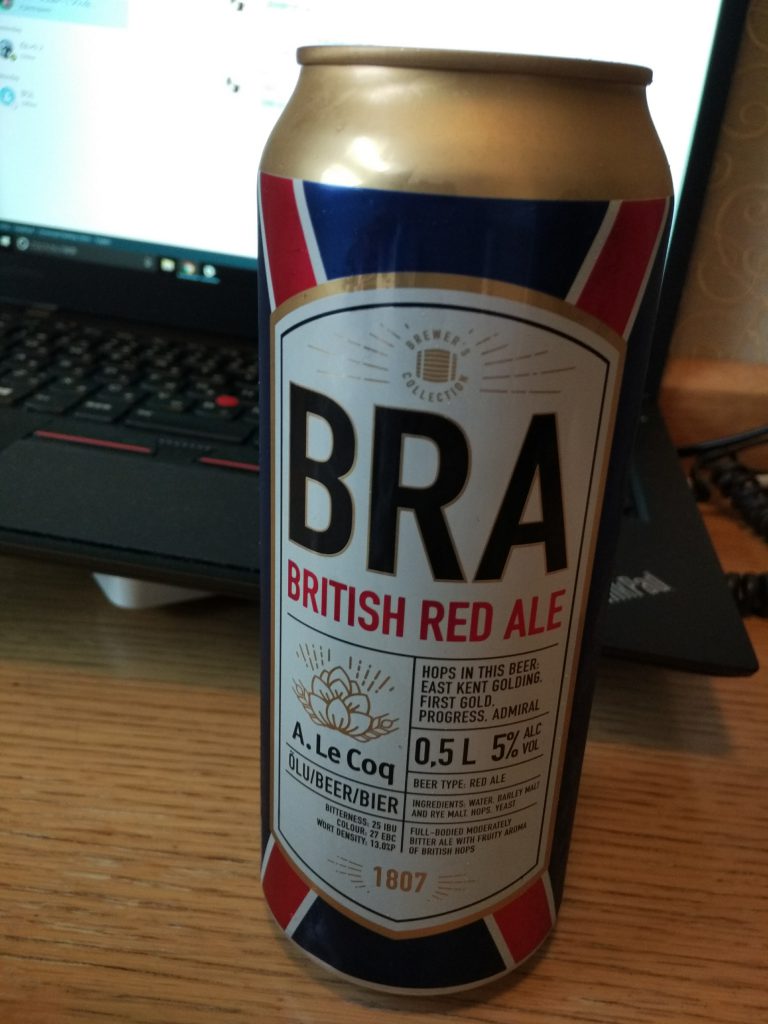 BREWER'S
COLLECTION
BRA
BRITISH RED ALE
HOPS IN THIS BEER:
EAST KENT GOLDING,
FIRST GOLD,
PROGRESS, ADMIRAL
A. Le Coq
ÕLU/BEER/BIER
BITTERNESS: 25 IBU
COLOUR: 27 EBC
WORT DENSITY: 13,0%P
0,5 L 5% ALC
VOL
BEER TYPE: RED ALE
INGREDIENTS: WATER, BARLEY MALT
AND RYE MALT, HOPS, YEAST
FULL-BODIED MODERATELY
BITTER ALE WITH FRUITY AROMA
OF BRITISH HOPS
1807